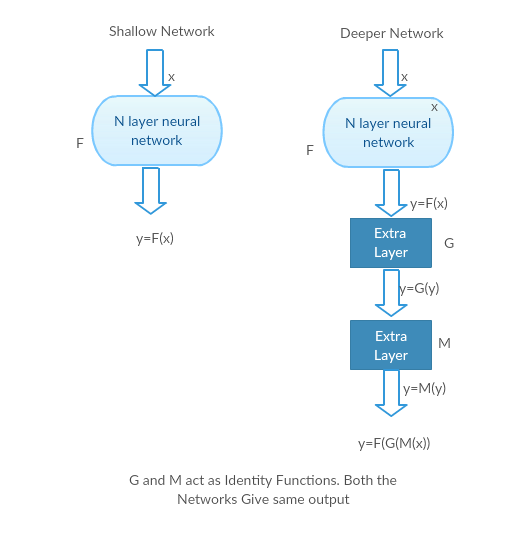 Shallow Network
x
N layer neural
network
F
y=F(x)
Deeper Network
x
x
N layer neural
network
F
y=F(x)
Extra
Layer
G
y=G(y)
Extra
Layer
M
y=M(y)
y=F(G(M(x))
G and M act as Identity Functions. Both the
Networks Give same output